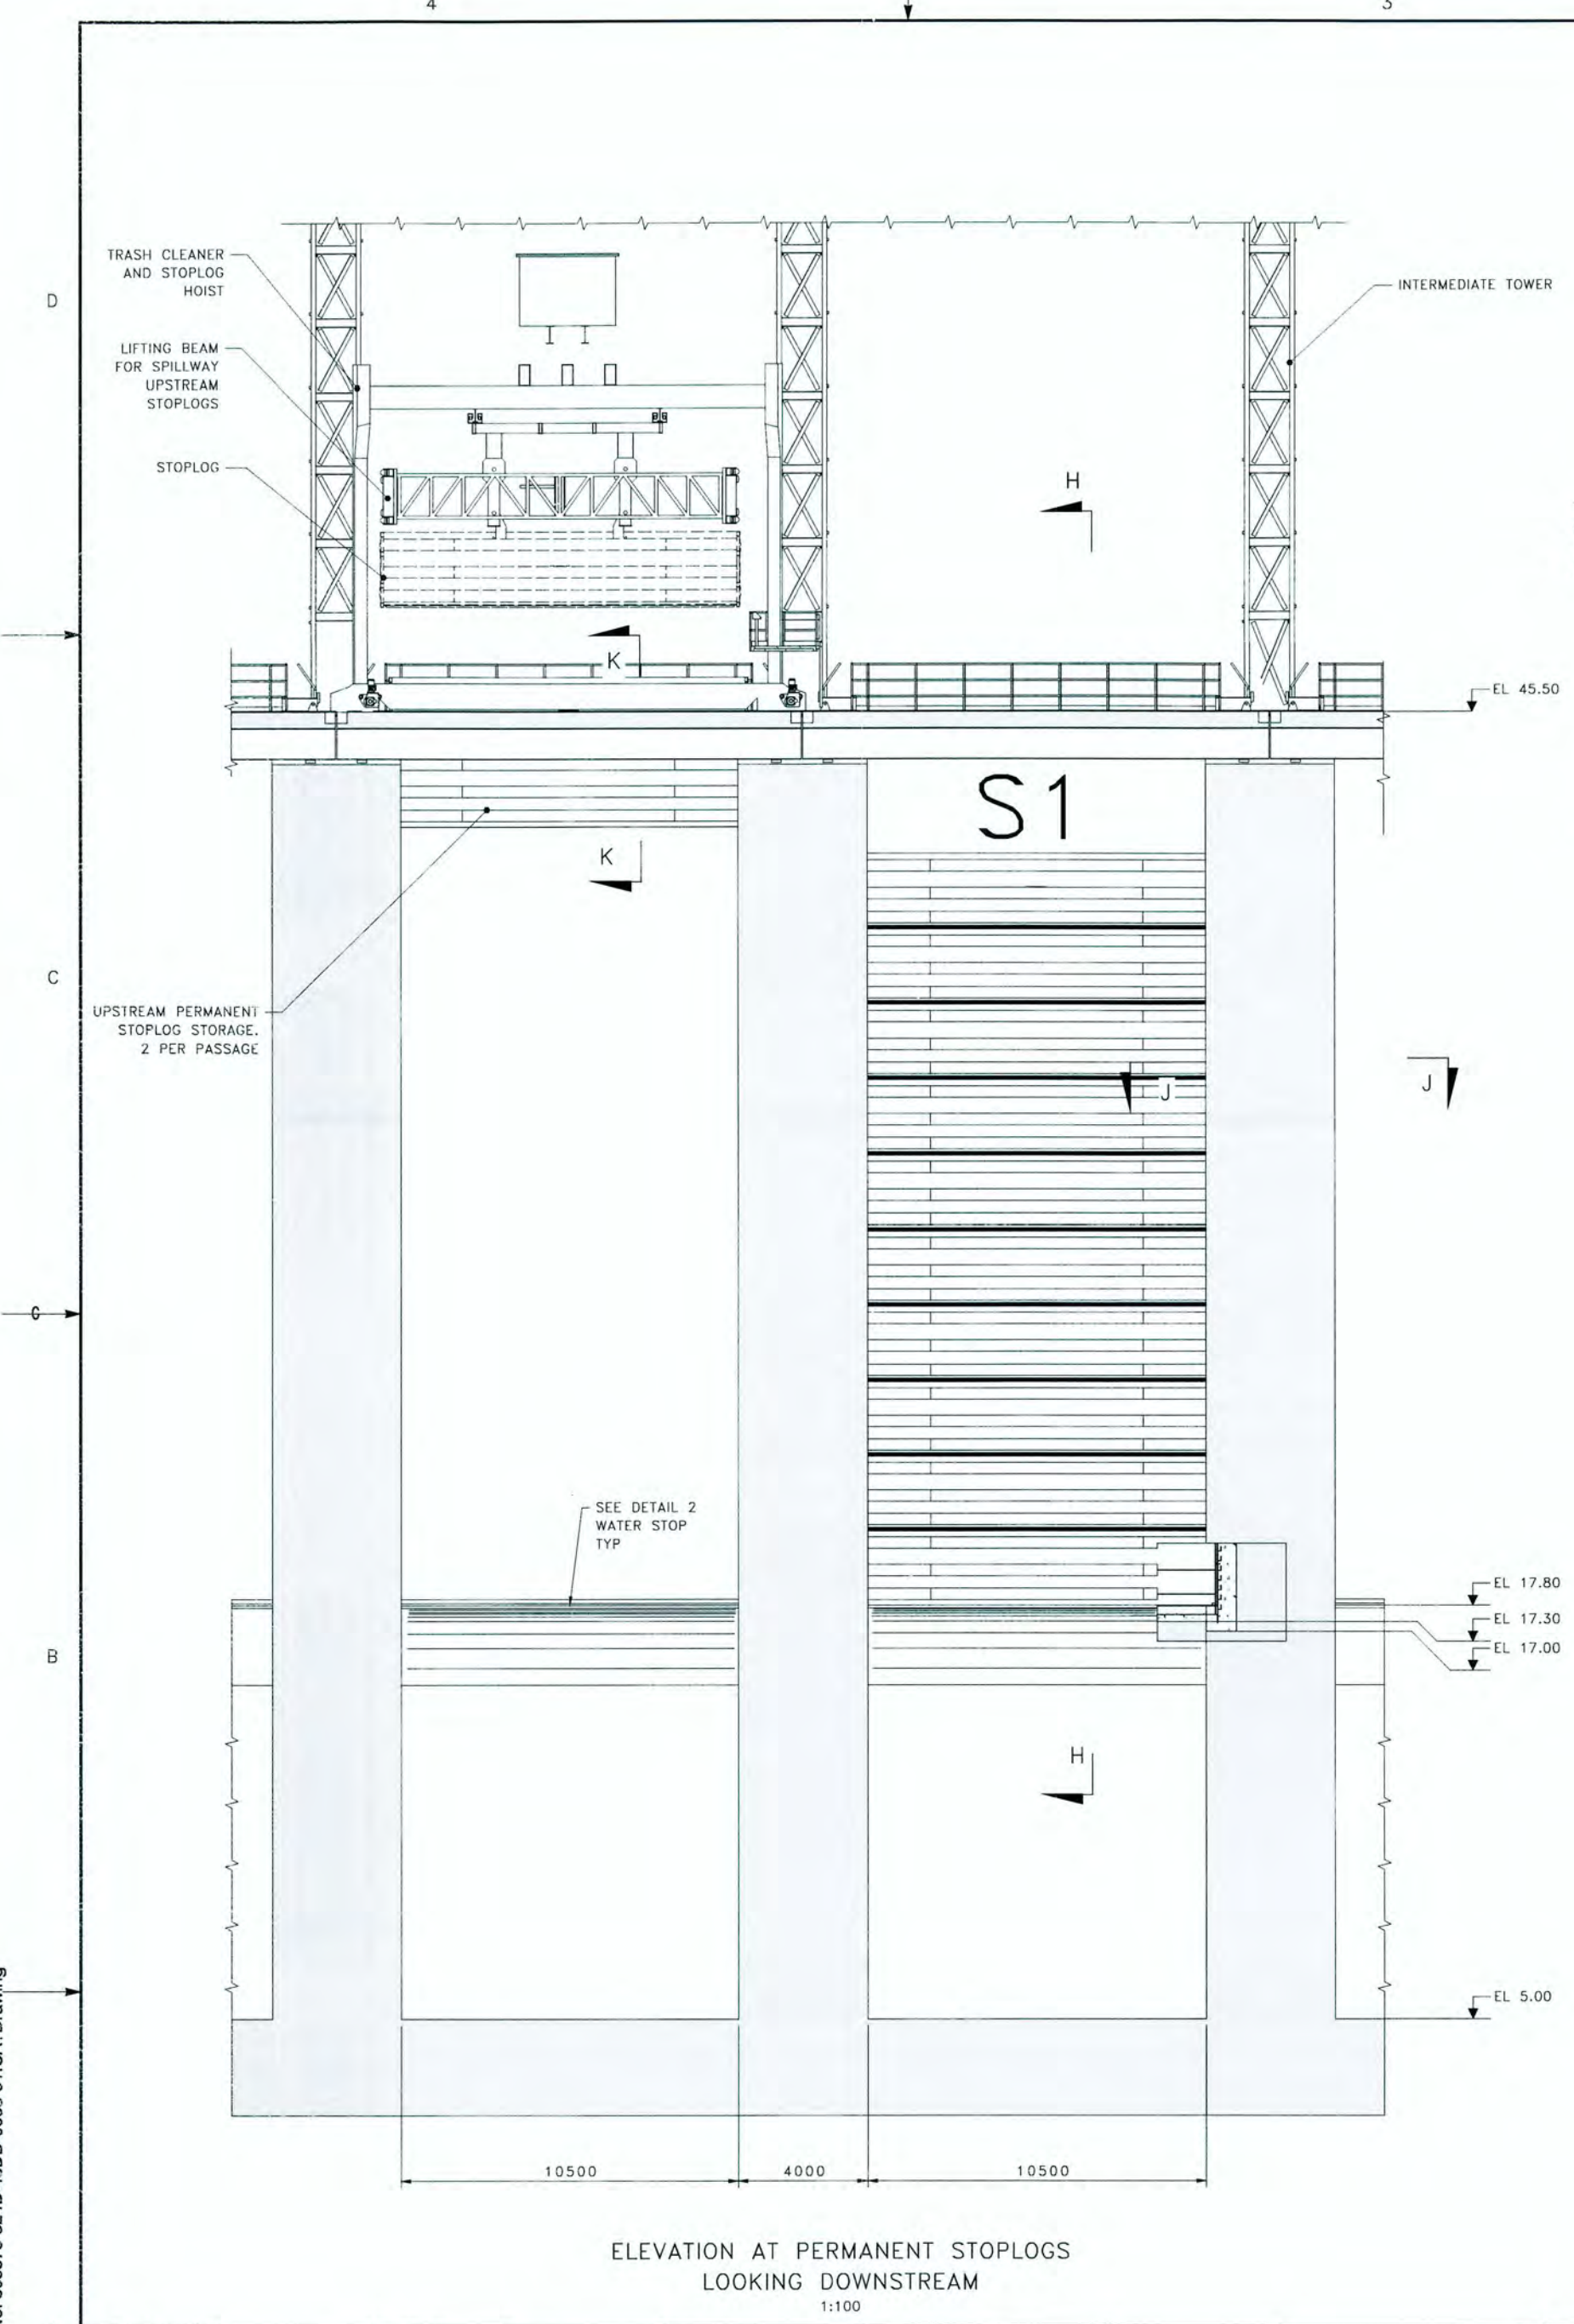 4
3
D
TRASH CLEANER
AND STOPLOG
HOIST
INTERMEDIATE TOWER
LIFTING BEAM
FOR SPILLWAY
UPSTREAM
STOPLOGS
STOPLOG
H
K
EL 45.50
S1
K
C
UPSTREAM PERMANENT
STOPLOG STORAGE.
2 PER PASSAGE
J
J
SEE DETAIL 2
WATER STOP
TYP
EL 17.80
EL 17.30
EL 17.00
B
H
EL 5.00
10500
4000
10500
ELEVATION AT PERMANENT STOPLOGS
LOOKING DOWNSTREAM
1:100